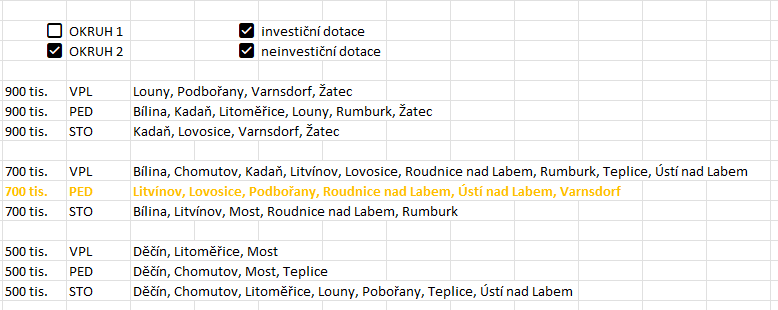 OKRUH 1 investiční dotace
OKRUH 2 neinvestiční dotace
900 tis. VPL Louny, Podbořany, Varnsdorf, Žatec
900 tis. PED Bílina, Kadaň, Litoměřice, Louny, Rumburk, Žatec
900 tis. STO Kadaň, Lovosice, Varnsdorf, Žatec
700 tis. VPL Bílina, Chomutov, Kadaň, Litvínov, Lovosice, Roudnice nad Labem, Rumburk, Teplice, Ústí nad Labem
700 tis. PED Litvínov, Lovosice, Podbořany, Roudnice nad Labem, Ústí nad Labem, Varnsdorf
700 tis. STO Bílina, Litvínov, Most, Roudnice nad Labem, Rumburk
500 tis. VPL Děčín, Litoměřice, Most
500 tis. PED Děčín, Chomutov, Most, Teplice
500 tis. STO Děčín, Chomutov, Litoměřice, Louny, Pobořany, Teplice, Ústí nad Labem